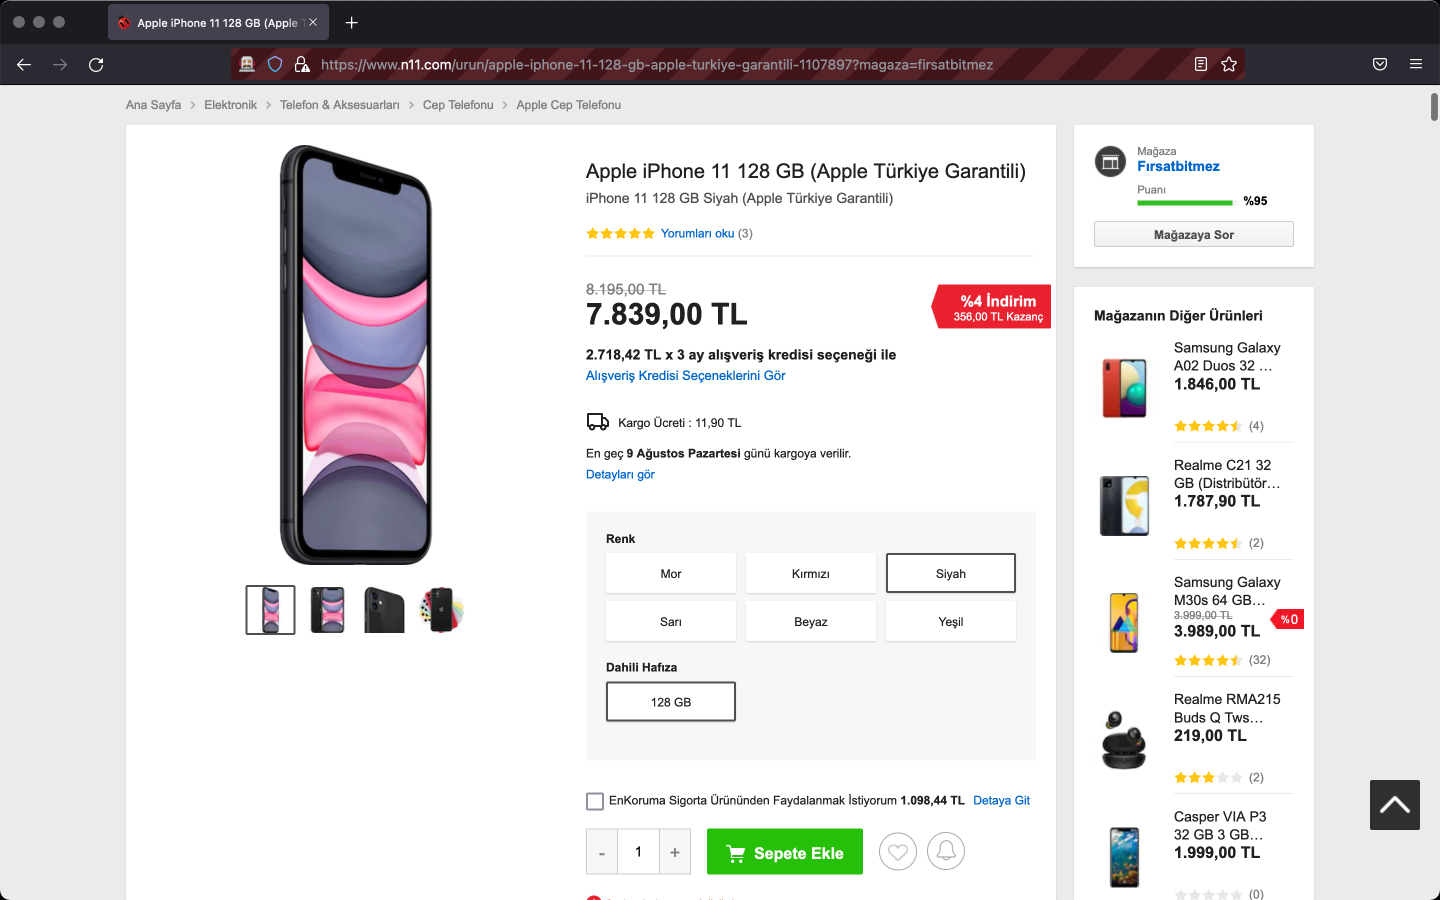 Apple iPhone 11 128 GB (Apple T
https://www.n11.com/urun/apple-iphone-11-128-gb-apple-turkiye-garantili-1107897?magaza=firsatbitmez
Ana Sayfa > Elektronik > Telefon & Aksesuarları > Cep Telefonu > Apple Cep Telefonu
Apple iPhone 11 128 GB (Apple Türkiye Garantili)
iPhone 11 128 GB Siyah (Apple Türkiye Garantili)
Yorumları oku (3)
8.195,00 TL
7.839,00 TL
%4 İndirim
356,00 TL Kazanç
2.718,42 TL x 3 ay alışveriş kredisi seçeneği ile
Alışveriş Kredisi Seçeneklerini Gör
Kargo Ücreti : 11,90 TL
En geç 9 Ağustos Pazartesi günü kargoya verilir.
Detayları gör
Renk
Mor
Kırmızı
Siyah
Sarı
Beyaz
Yeşil
Dahili Hafıza
128 GB
EnKoruma Sigorta Ürününden Faydalanmak İstiyorum 1.098,44 TL Detaya Git
- 1 +
Sepete Ekle
Mağaza
Fırsatbitmez
Puanı
%95
Mağazaya Sor
Mağazanın Diğer Ürünleri
Samsung Galaxy
A02 Duos 32 ...
1.846,00 TL
(4)
Realme C21 32
GB (Distribütör...
1.787,90 TL
(2)
Samsung Galaxy
M30s 64 GB...
3.999,00 TL
3.989,00 TL
%0
(32)
Realme RMA215
Buds Q Tws...
219,00 TL
(2)
Casper VIA P3
32 GB 3 GB...
1.999,00 TL
(0)